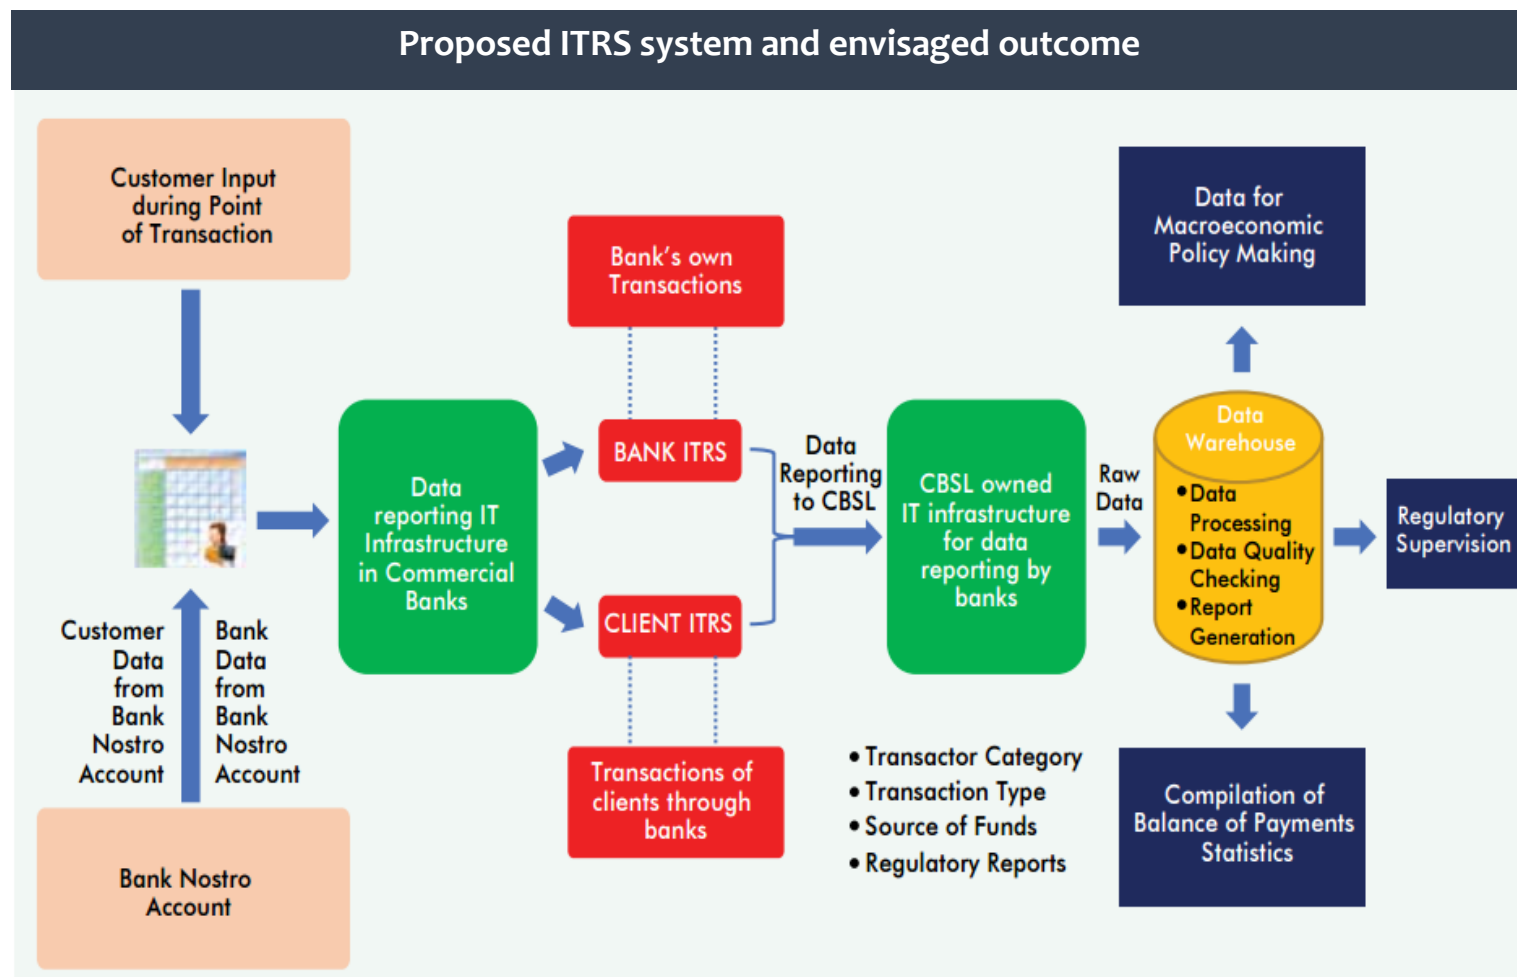 Proposed ITRS system and envisaged outcome
Customer Input
during Point
of Transaction
Customer
Data
from
Bank
Nostro
Account
Bank
Data
from
Bank
Nostro
Account
Bank Nostro
Account
Data
reporting IT
Infrastructure
in Commercial
Banks
Bank's own
Transactions
BANK ITRS
CLIENT ITRS
Transactions of
clients through
banks
Data
Reporting
to CBSL
CBSL owned
IT infrastructure
for data
reporting by
banks
• Transactor Category
• Transaction Type
• Source of Funds
• Regulatory Reports
Raw
Data
Data
Warehouse
• Data
Processing
• Data Quality
Checking
• Report
Generation
Data for
Macroeconomic
Policy Making
Regulatory
Supervision
Compilation of
Balance of Payments
Statistics